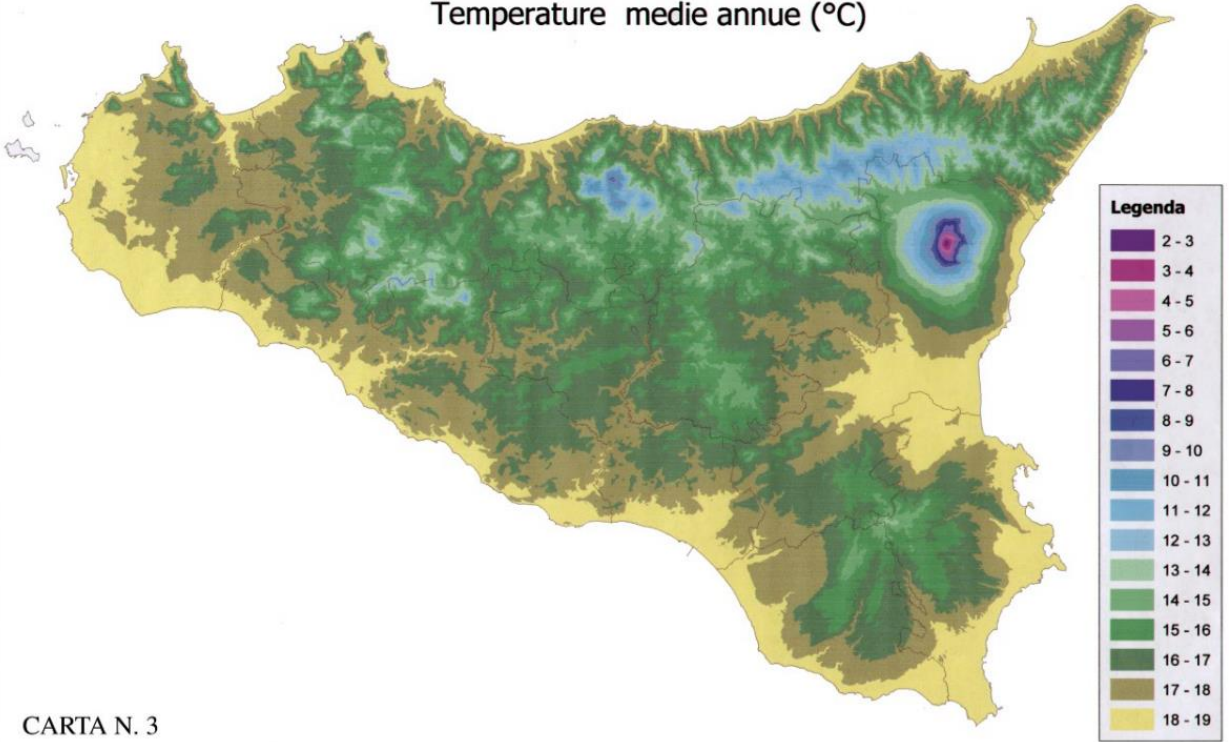 Temperature medie annue (°C)
Legenda
2 - 3
3 - 4
4 - 5
5 - 6
6 - 7
7 - 8
8 - 9
9 - 10
10 - 11
11 - 12
12 - 13
13 - 14
14 - 15
15 - 16
16 - 17
17 - 18
18 - 19
CARTA N. 3